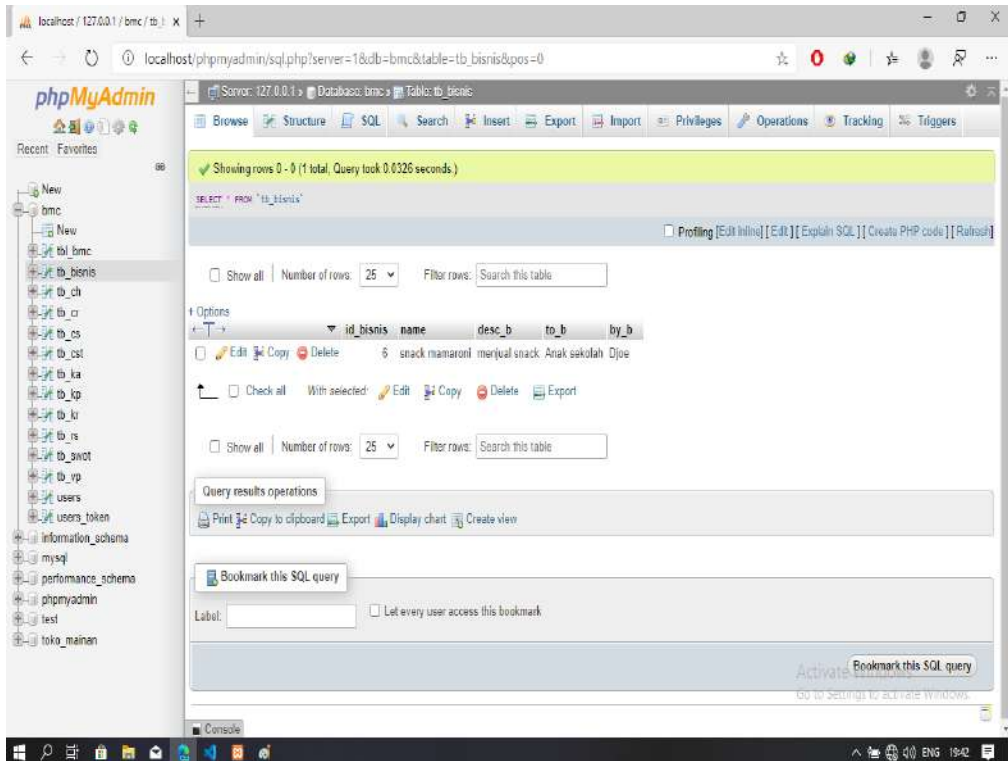 localhost / 127.0.0.1 / bmc / tb_
localhost/phpmyadmin/sql.php?server=1&db=bmc&table=tb_bisnis&pos=0
phpMyAdmin
Recent Favorites
New
bmc
New
tbl_bmc
tb_bisnis
tb_ch
tb_cr
tb_cs
tb_cst
tb_ka
tb_kp
tb_kr
tb_rs
tb_swot
tb_vp
users
users_token
information_schema
mysql
performance_schema
phpmyadmin
test
toko_mainan
Server: 127.0.0.1 » Database: bmc » Table: tb_bisnis
Browse Structure SQL Search Insert Export Import Privileges Operations Tracking Triggers
Showing rows 0 - 0 (1 total, Query took 0.0326 seconds.)
SELECT * FROM `tb_bisnis`
Profiling [Edit inline] [ Edit ] [ Explain SQL ] [ Create PHP code ] [ Refresh]
Show all Number of rows: 25 Filter rows: Search this table
+ Options
id_bisnis name desc_b to_b by_b
Edit Copy Delete 6 snack mamaroni menjual snack Anak sekolah Djoe
Check all With selected: Edit Copy Delete Export
Show all Number of rows: 25 Filter rows: Search this table
Query results operations
Print Copy to clipboard Export Display chart Create view
Bookmark this SQL query
Label: Let every user access this bookmark
Bookmark this SQL query
Activate Windows
Go to Settings to activate Windows.
Console
ENG 19:42